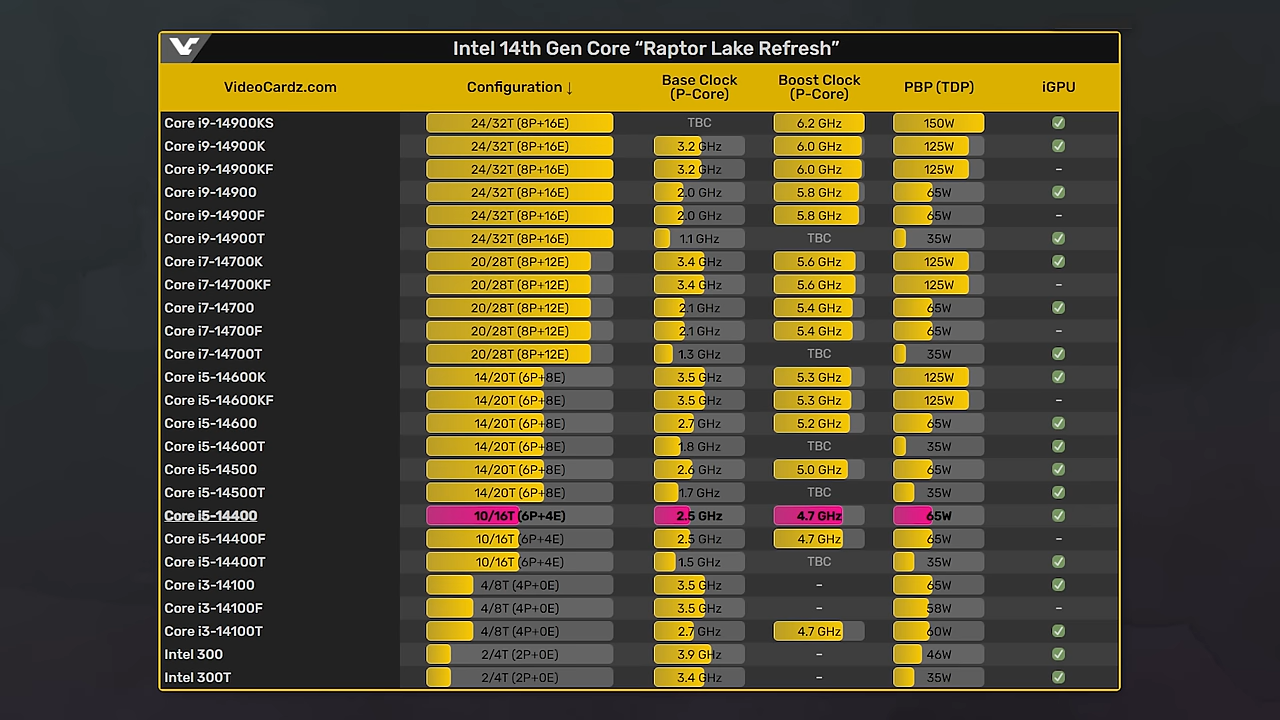 Intel 14th Gen Core “Raptor Lake Refresh”
VideoCardz.com Configuration ↓ Base Clock (P-Core) Boost Clock (P-Core) PBP (TDP) iGPU
Core i9-14900KS 24/32T (8P+16E) TBC 6.2 GHz 150W
Core i9-14900K 24/32T (8P+16E) 3.2 GHz 6.0 GHz 125W
Core i9-14900KF 24/32T (8P+16E) 3.2 GHz 6.0 GHz 125W –
Core i9-14900 24/32T (8P+16E) 2.0 GHz 5.8 GHz 65W
Core i9-14900F 24/32T (8P+16E) 2.0 GHz 5.8 GHz 65W –
Core i9-14900T 24/32T (8P+16E) 1.1 GHz TBC 35W
Core i7-14700K 20/28T (8P+12E) 3.4 GHz 5.6 GHz 125W
Core i7-14700KF 20/28T (8P+12E) 3.4 GHz 5.6 GHz 125W –
Core i7-14700 20/28T (8P+12E) 2.1 GHz 5.4 GHz 65W
Core i7-14700F 20/28T (8P+12E) 2.1 GHz 5.4 GHz 65W –
Core i7-14700T 20/28T (8P+12E) 1.3 GHz TBC 35W
Core i5-14600K 14/20T (6P+8E) 3.5 GHz 5.3 GHz 125W
Core i5-14600KF 14/20T (6P+8E) 3.5 GHz 5.3 GHz 125W –
Core i5-14600 14/20T (6P+8E) 2.7 GHz 5.2 GHz 65W
Core i5-14600T 14/20T (6P+8E) 1.8 GHz TBC 35W
Core i5-14500 14/20T (6P+8E) 2.6 GHz 5.0 GHz 65W
Core i5-14500T 14/20T (6P+8E) 1.7 GHz TBC 35W
Core i5-14400 10/16T (6P+4E) 2.5 GHz 4.7 GHz 65W
Core i5-14400F 10/16T (6P+4E) 2.5 GHz 4.7 GHz 65W –
Core i5-14400T 10/16T (6P+4E) 1.5 GHz TBC 35W
Core i3-14100 4/8T (4P+0E) 3.5 GHz – 65W
Core i3-14100F 4/8T (4P+0E) 3.5 GHz – 58W –
Core i3-14100T 4/8T (4P+0E) 2.7 GHz 4.7 GHz 60W
Intel 300 2/4T (2P+0E) 3.9 GHz – 46W
Intel 300T 2/4T (2P+0E) 3.4 GHz – 35W